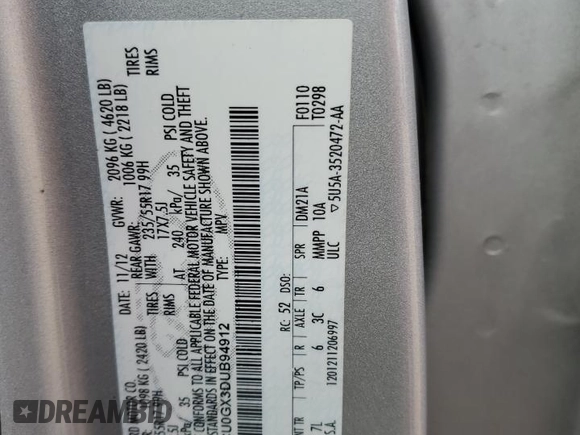 MOTOR CO. DATE: 11/12 GVWR: 2096 KG ( 4620 LB)
KG (2420 LB) REAR GAWR: 1006 KG ( 2218 LB)
TIRES WITH 235/55R17 99H TIRES
RIMS 17X7.5J RIMS
35 PSI COLD AT 240 kPa/ 35 PSI COLD
TO ALL APPLICABLE FEDERAL MOTOR VEHICLE SAFETY AND THEFT
STANDARDS IN EFFECT ON THE DATE OF MANUFACTURE SHOWN ABOVE.
TYPE: MPV
F0110
T0298
RC: 52 DSO:
TR TP/PS R AXLE TR SPR DM21A
6 3C 6 MMPP 10A
1201211206997 ULC ▽5U5A-3520472-AA
DREAMBID